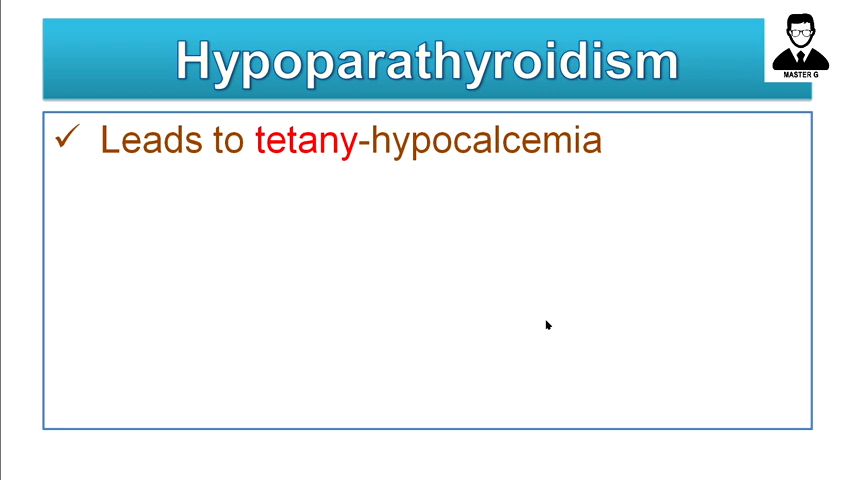 Hypoparathyroidism
MASTER G
✓ Leads to tetany-hypocalcemia